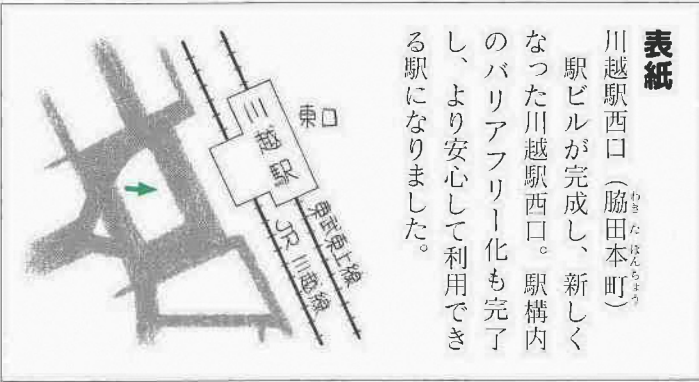 表紙
川越駅西口（脇田本町）
わきたほんちょう
駅ビルが完成し、新しく
なった川越駅西口。駅構内
のバリアフリー化も完了
し、より安心して利用でき
る駅になりました。
東口
川越駅
東武東上線
JR川越線